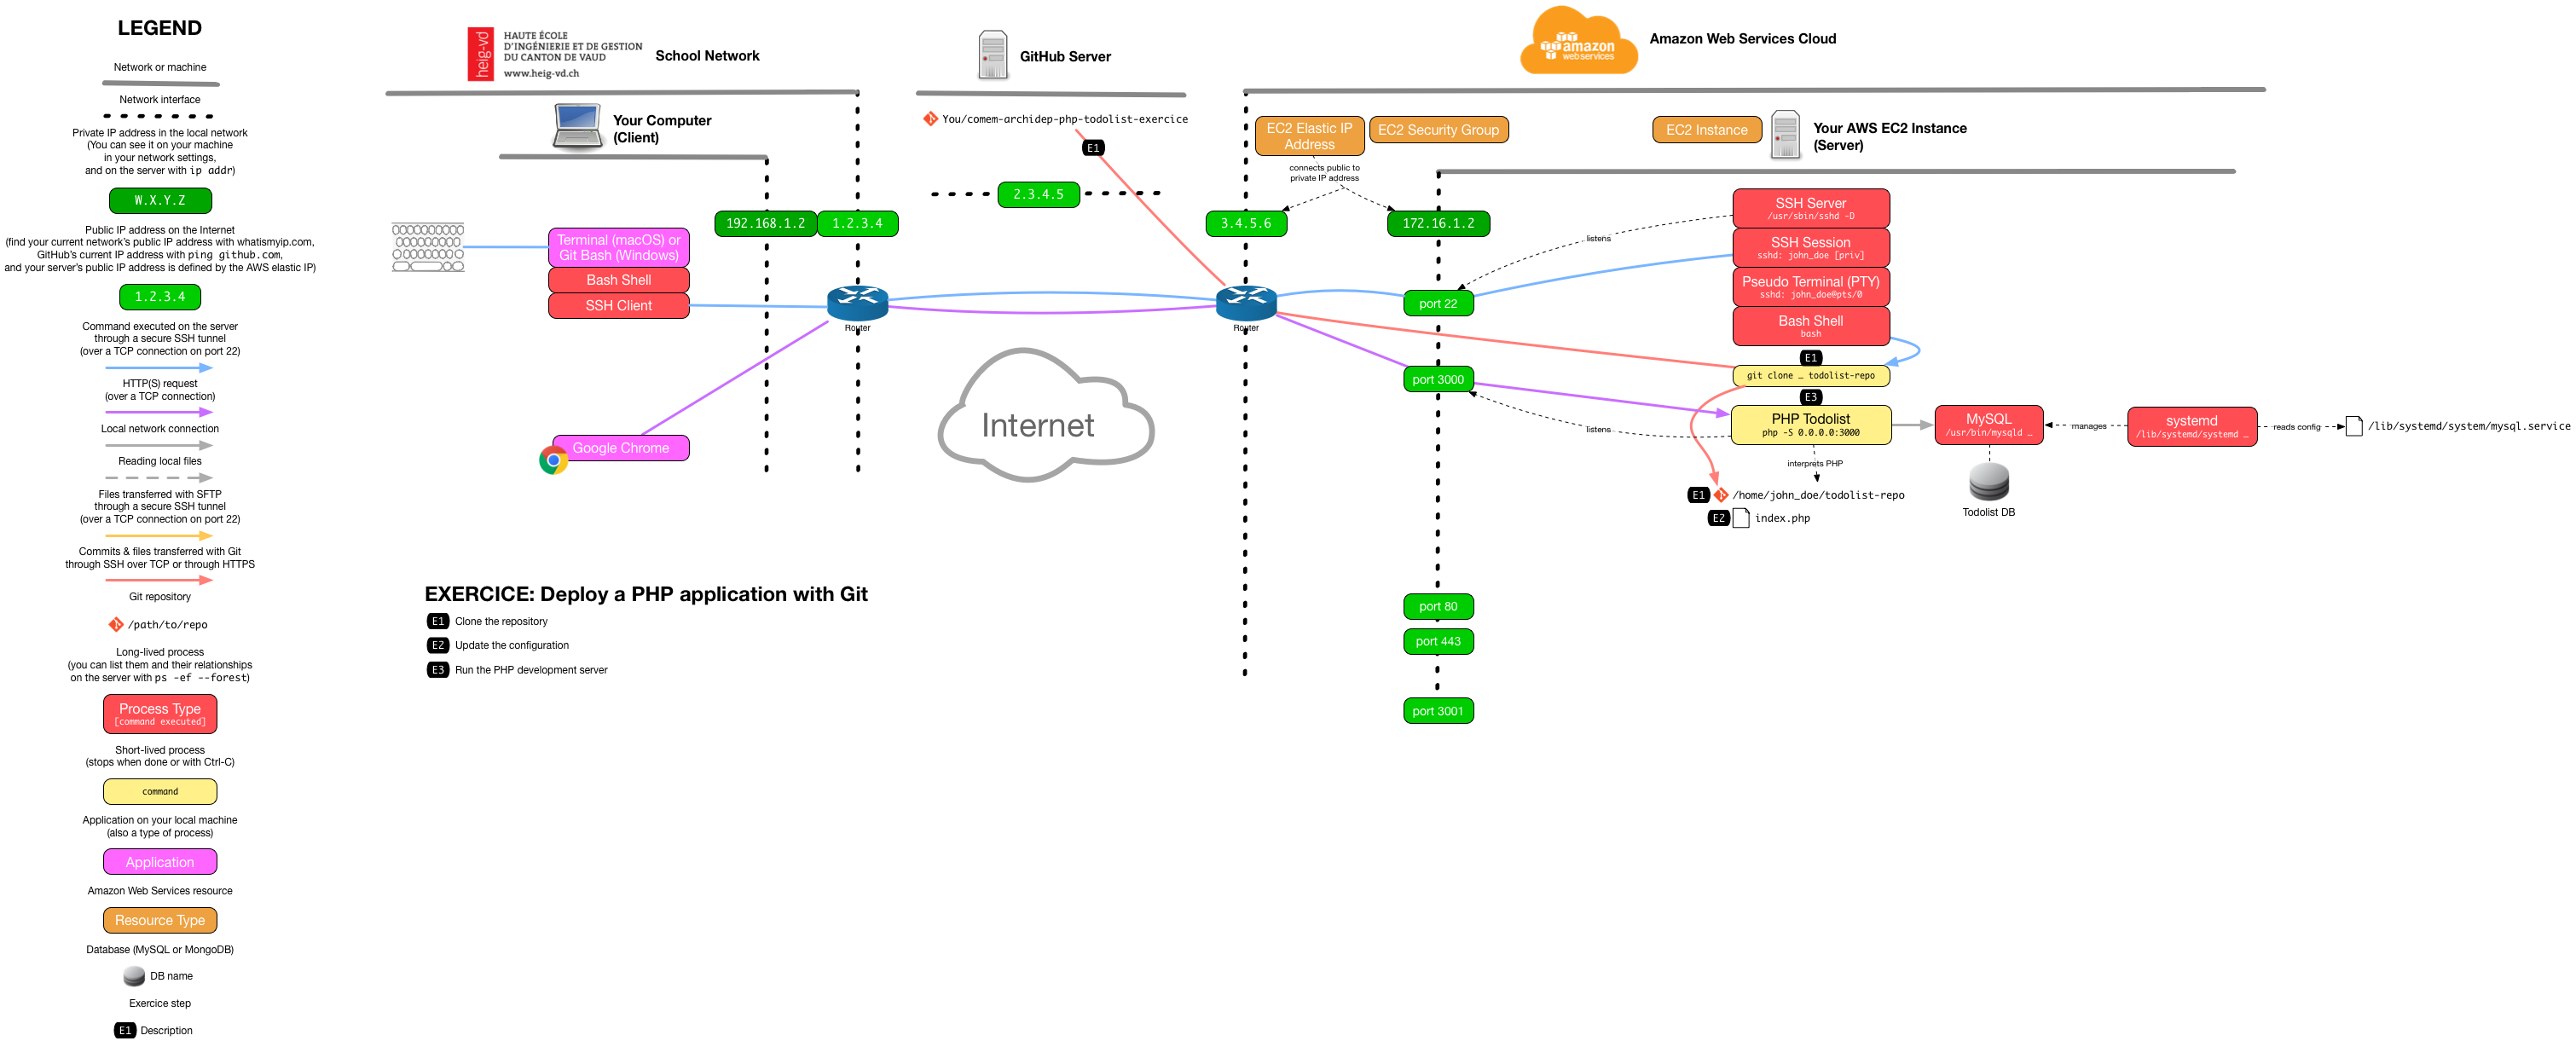 LEGEND
Network or machine
Network interface
Private IP address in the local network
(You can see it on your machine
in your network settings,
and on the server with ip addr)
W.X.Y.Z
Public IP address on the Internet
(find your current network's public IP address with whatismyip.com,
GitHub's current IP address with ping github.com,
and your server's public IP address is defined by the AWS elastic IP)
1.2.3.4
Command executed on the server
through a secure SSH tunnel
(over a TCP connection on port 22)
HTTP(S) request
(over a TCP connection)
Local network connection
Reading local files
Files transferred with SFTP
through a secure SSH tunnel
(over a TCP connection on port 22)
Commits & files transferred with Git
through SSH over TCP or through HTTPS
Git repository
/path/to/repo
Long-lived process
(you can list them and their relationships
on the server with ps -ef --forest)
Process Type
[command executed]
Short-lived process
(stops when done or with Ctrl-C)
command
Application on your local machine
(also a type of process)
Application
Amazon Web Services resource
Resource Type
Database (MySQL or MongoDB)
DB name
Exercice step
E1 Description
heig-vd
HAUTE ÉCOLE
D'INGÉNIERIE ET DE GESTION
DU CANTON DE VAUD
www.heig-vd.ch
School Network
Your Computer
(Client)
192.168.1.2
1.2.3.4
Terminal (macOS) or
Git Bash (Windows)
Bash Shell
SSH Client
Router
Google Chrome
GitHub Server
You/comem-archidep-php-todolist-exercice
E1
2.3.4.5
Internet
amazon
webservices
Amazon Web Services Cloud
EC2 Elastic IP
Address
EC2 Security Group
connects public to
private IP address
3.4.5.6
172.16.1.2
Router
EC2 Instance
Your AWS EC2 Instance
(Server)
listens
port 22
port 3000
listens
port 80
port 443
port 3001
SSH Server
/usr/sbin/sshd -D
SSH Session
sshd: john_doe [priv]
Pseudo Terminal (PTY)
sshd: john_doe@pts/0
Bash Shell
bash
E1
git clone … todolist-repo
E3
PHP Todolist
php -S 0.0.0.0:3000
interprets PHP
E1 /home/john_doe/todolist-repo
E2 index.php
MySQL
/usr/bin/mysqld …
Todolist DB
manages
systemd
/lib/systemd/systemd …
reads config
/lib/systemd/system/mysql.service
EXERCICE: Deploy a PHP application with Git
E1 Clone the repository
E2 Update the configuration
E3 Run the PHP development server